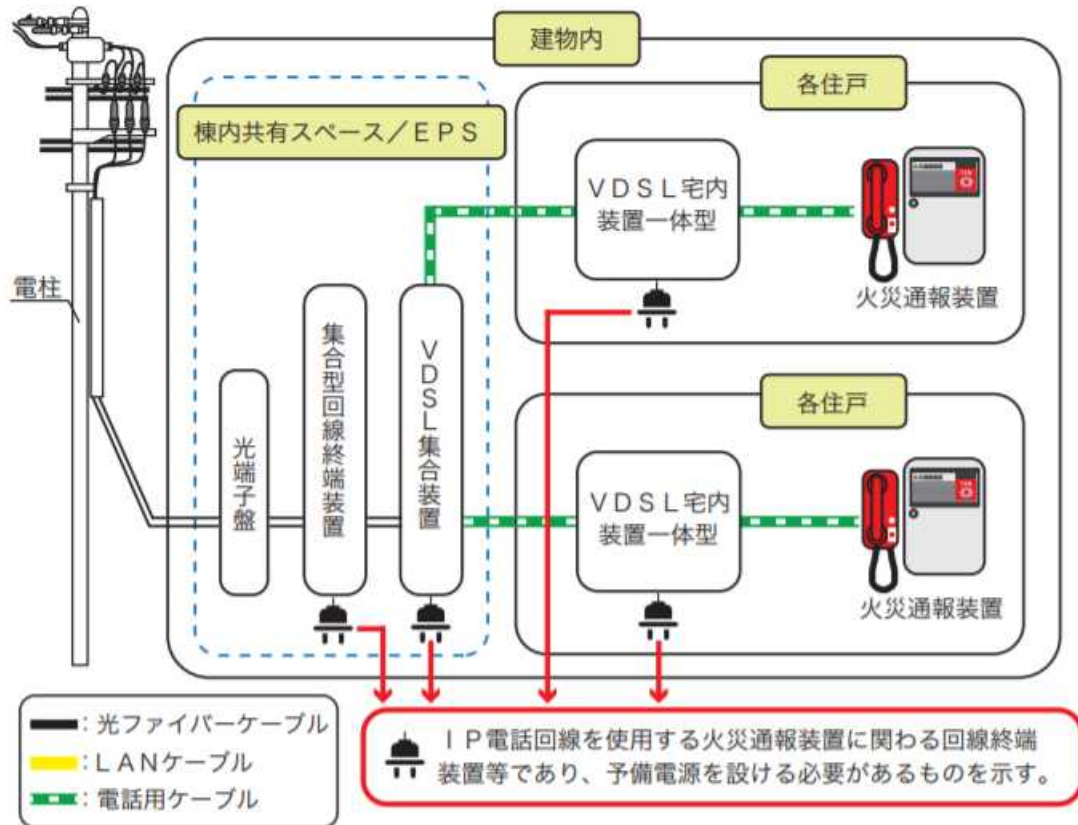 建物内
各住戸
棟内共有スペース／ＥＰＳ
ＶＤＳＬ宅内
装置一体型
火災通報装置
電柱
光端子盤
集合型回線終端装置
ＶＤＳＬ集合装置
各住戸
ＶＤＳＬ宅内
装置一体型
火災通報装置
：光ファイバーケーブル
：ＬＡＮケーブル
：電話用ケーブル
ＩＰ電話回線を使用する火災通報装置に関わる回線終端
装置等であり、予備電源を設ける必要があるものを示す。